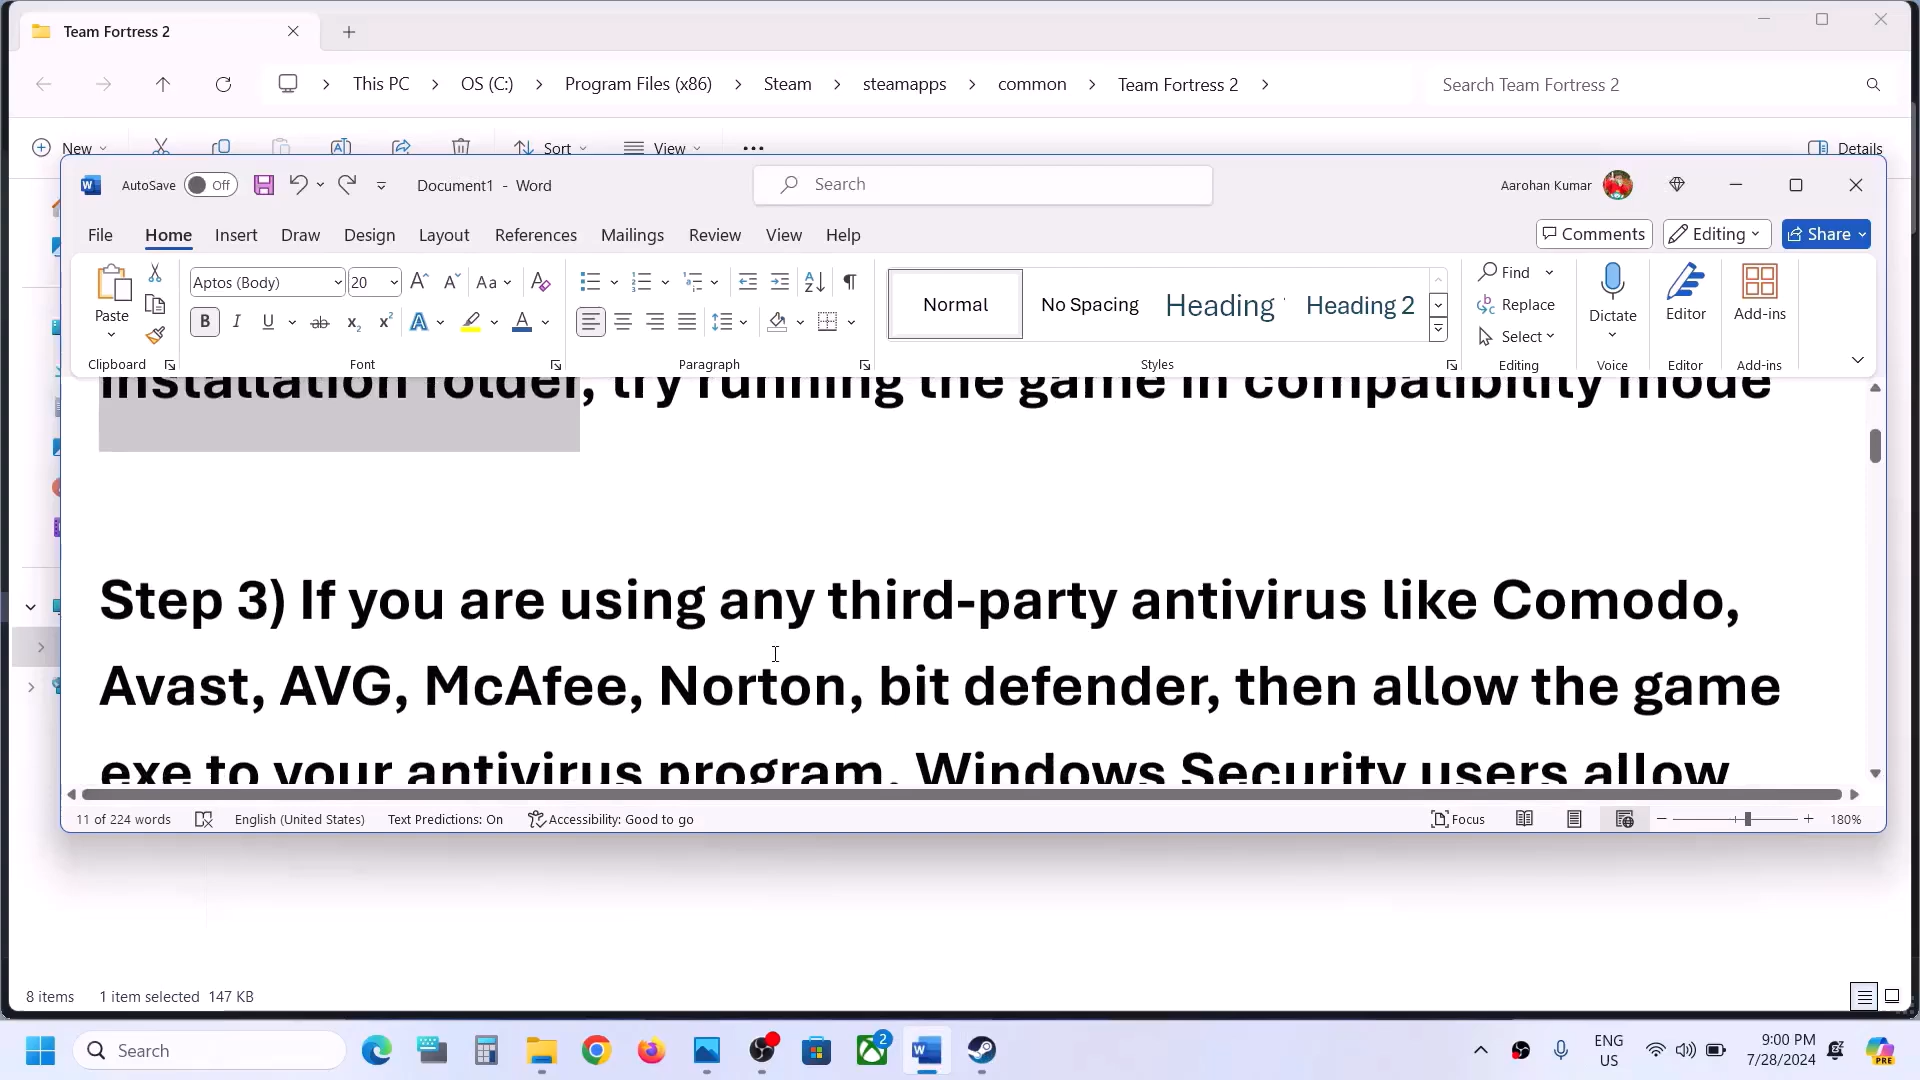 Team Fortress 2
This PC > OS (C:) > Program Files (x86) > Steam > steamapps > common > Team Fortress 2 >
Search Team Fortress 2
New
Sort
View
Details
AutoSave
Off
Document1 - Word
Search
Aarohan Kumar
File
Home
Insert
Draw
Design
Layout
References
Mailings
Review
View
Help
Comments
Editing
Share
Paste
Clipboard
Aptos (Body)
20
Font
Paragraph
Normal
No Spacing
Heading
Heading 2
Styles
Find
Replace
Select
Editing
Dictate
Voice
Editor
Editor
Add-ins
Add-ins
installation folder, try running the game in compatibility mode
Step 3) If you are using any third-party antivirus like Comodo,
Avast, AVG, McAfee, Norton, bit defender, then allow the game
exe to your antivirus program. Windows Security users allow
11 of 224 words
English (United States)
Text Predictions: On
Accessibility: Good to go
Focus
180%
8 items
1 item selected 147 KB
Search
2
ENG
US
9:00 PM
7/28/2024
PRE